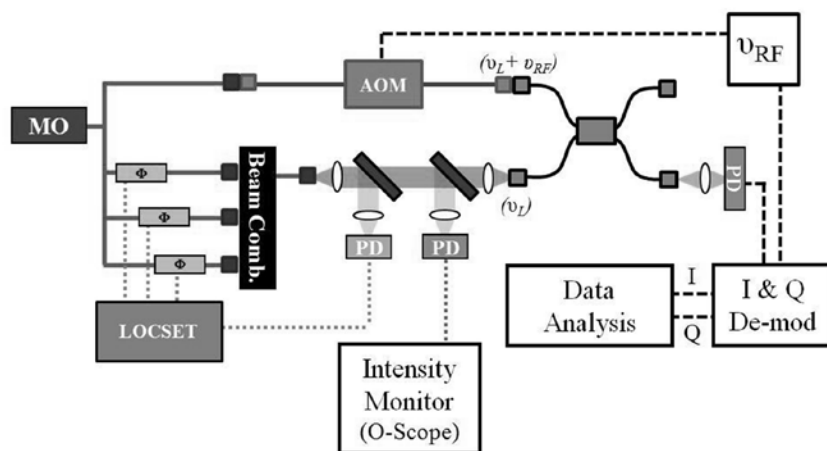 (υL + υRF)
υRF
AOM
MO
Φ
Φ
Φ
Beam Comb.
(υL)
PD
PD
PD
LOCSET
Data
Analysis
I
Q
I & Q
De-mod
Intensity
Monitor
(O-Scope)